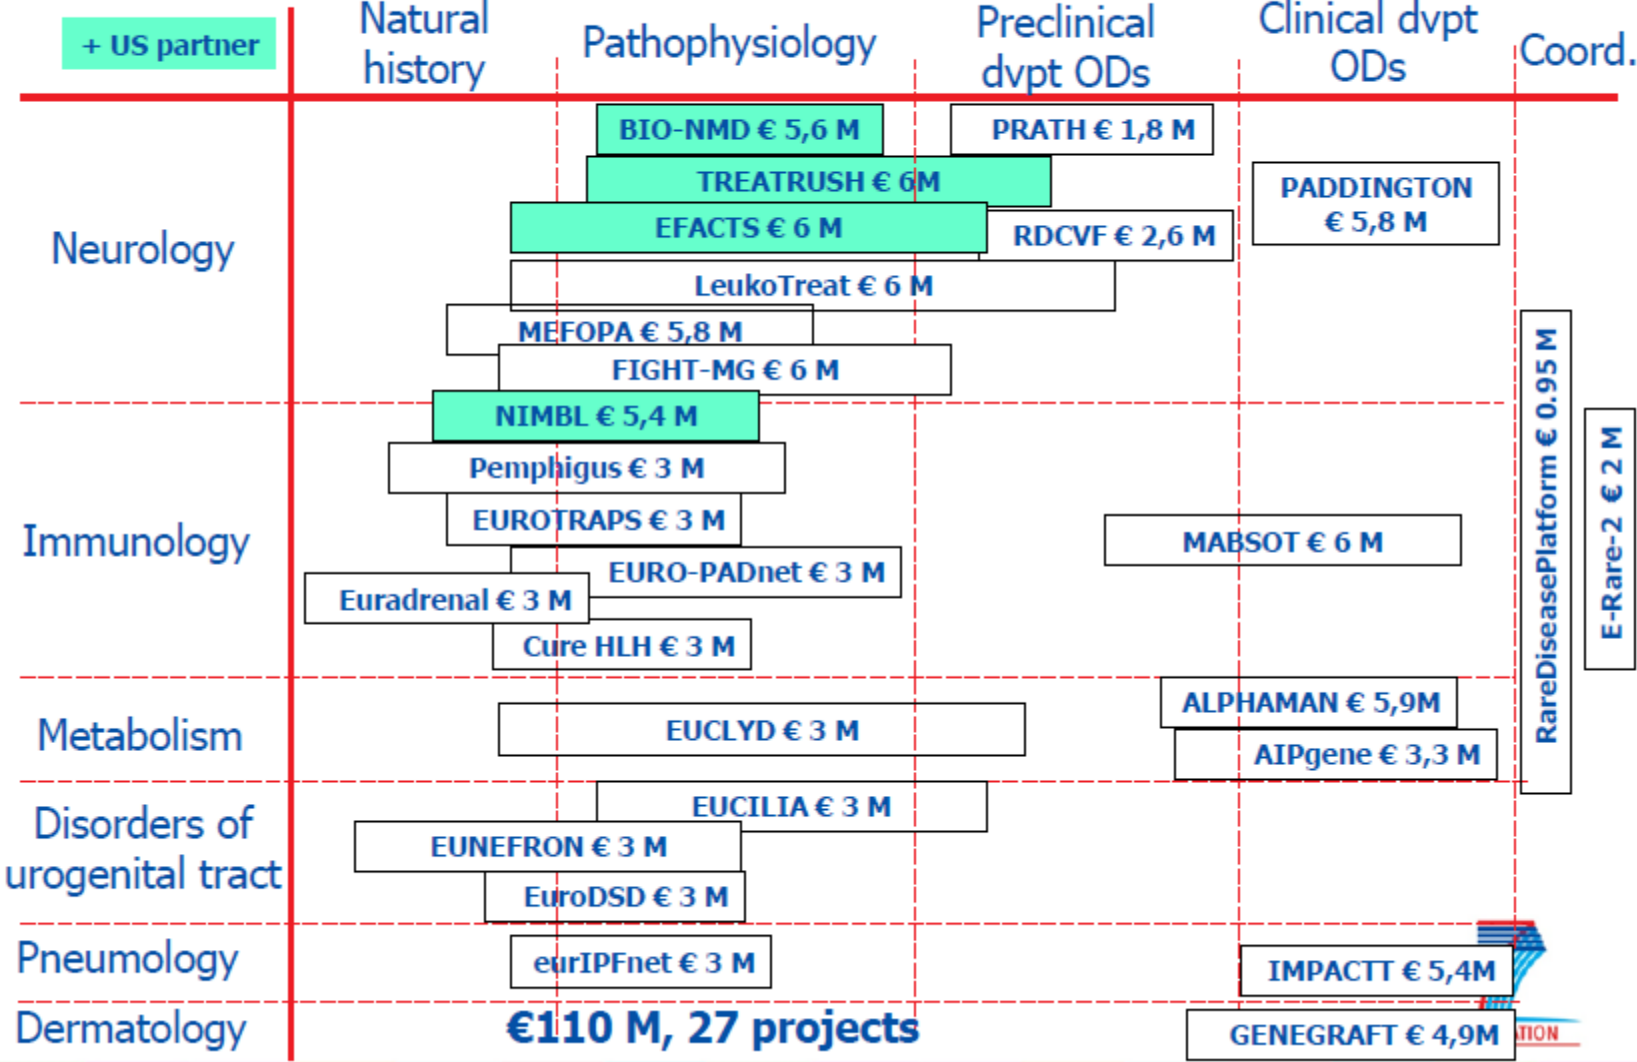 + US partner
Natural
history
Pathophysiology
Preclinical
dvpt ODs
Clinical dvpt
ODs
Coord.
Neurology
BIO-NMD € 5,6 M
PRATH € 1,8 M
TREATRUSH € 6M
PADDINGTON
€ 5,8 M
EFACTS € 6 M
RDCVF € 2,6 M
LeukoTreat € 6 M
MEFOPA € 5,8 M
FIGHT-MG € 6 M
Immunology
NIMBL € 5,4 M
Pemphigus € 3 M
EUROTRAPS € 3 M
MABSOT € 6 M
EURO-PADnet € 3 M
Euradrenal € 3 M
Cure HLH € 3 M
RareDiseasePlatform € 0.95 M
E-Rare-2 € 2 M
Metabolism
ALPHAMAN € 5,9M
EUCLYD € 3 M
AIPgene € 3,3 M
Disorders of
urogenital tract
EUCILIA € 3 M
EUNEFRON € 3 M
EuroDSD € 3 M
Pneumology
eurIPFnet € 3 M
IMPACTT € 5,4M
Dermatology
€110 M, 27 projects
GENEGRAFT € 4,9M